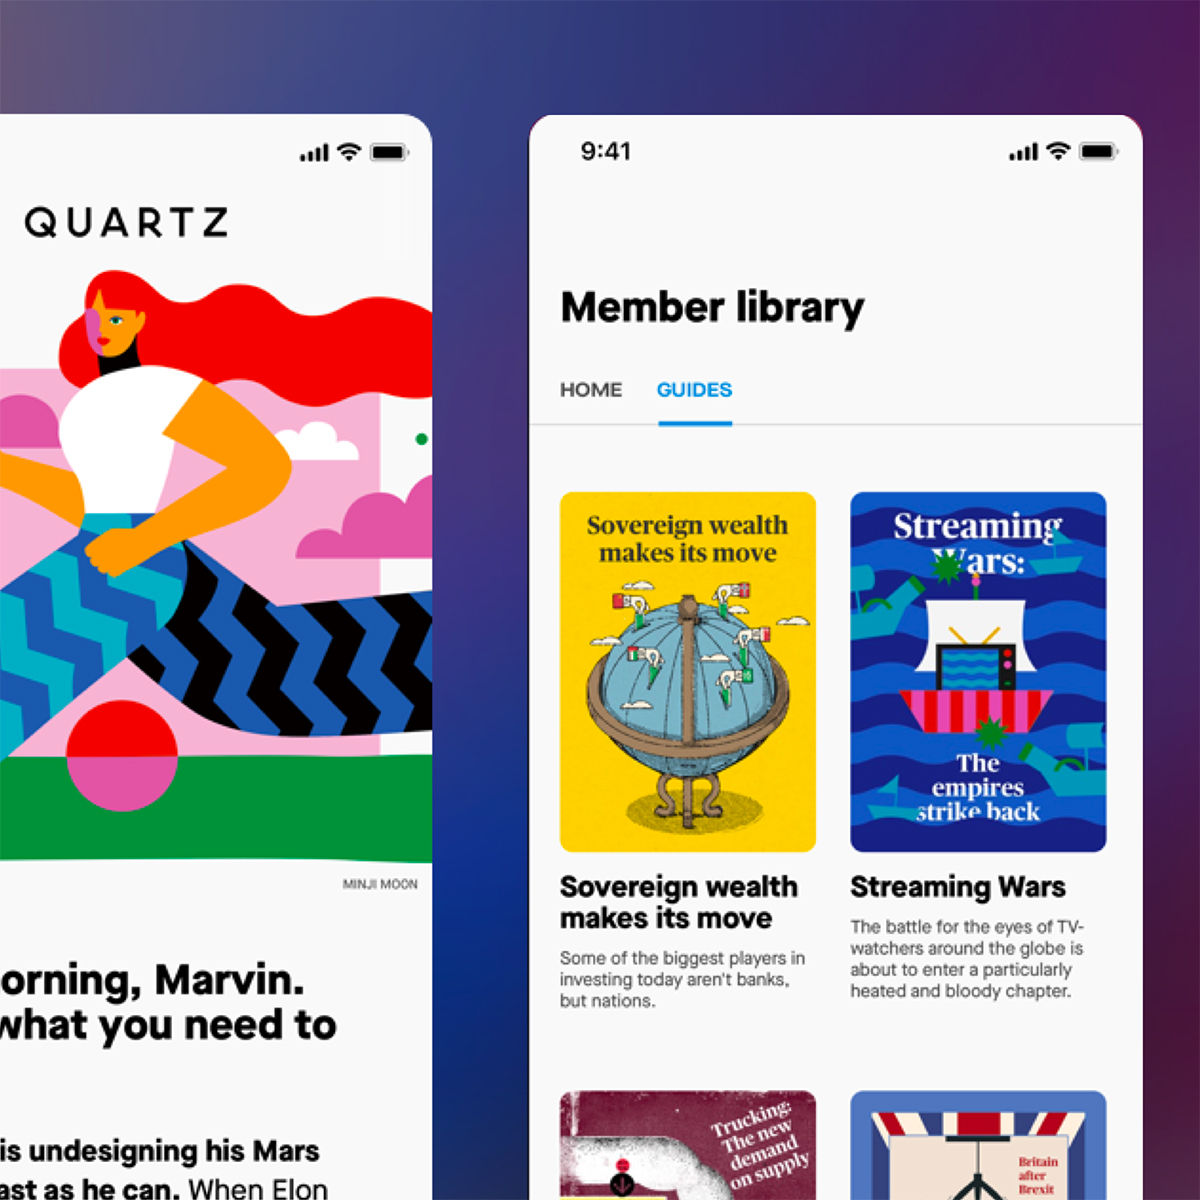 QUARTZ
MINJI MOON
orning, Marvin.
what you need to
is undesigning his Mars
ast as he can. When Elon
9:41
Member library
HOME GUIDES
Sovereign wealth
makes its move
Streaming
Wars:
The
empires
strike back
Sovereign wealth
makes its move
Some of the biggest players in
investing today aren't banks,
but nations.
Streaming Wars
The battle for the eyes of TV-
watchers around the globe is
about to enter a particularly
heated and bloody chapter.
Trucking:
The new
demand
on supply
Britain
after
Brexit